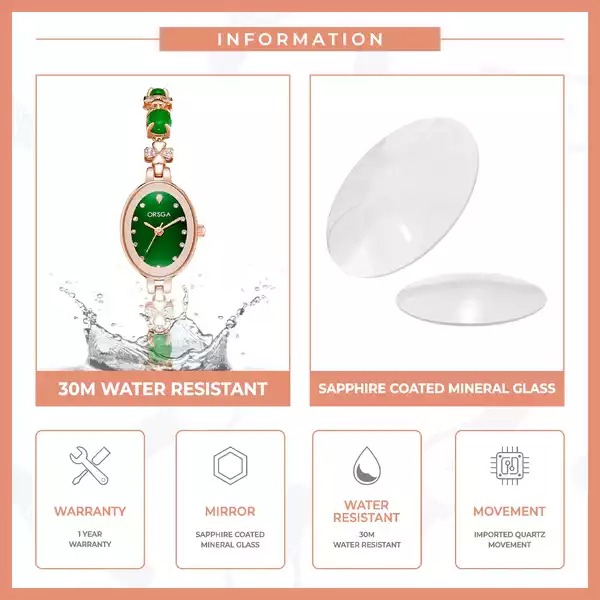 INFORMATION
ORSGA
30M WATER RESISTANT
SAPPHIRE COATED MINERAL GLASS
WARRANTY
1 YEAR
WARRANTY
MIRROR
SAPPHIRE COATED
MINERAL GLASS
WATER
RESISTANT
30M
WATER RESISTANT
MOVEMENT
IMPORTED QUARTZ
MOVEMENT